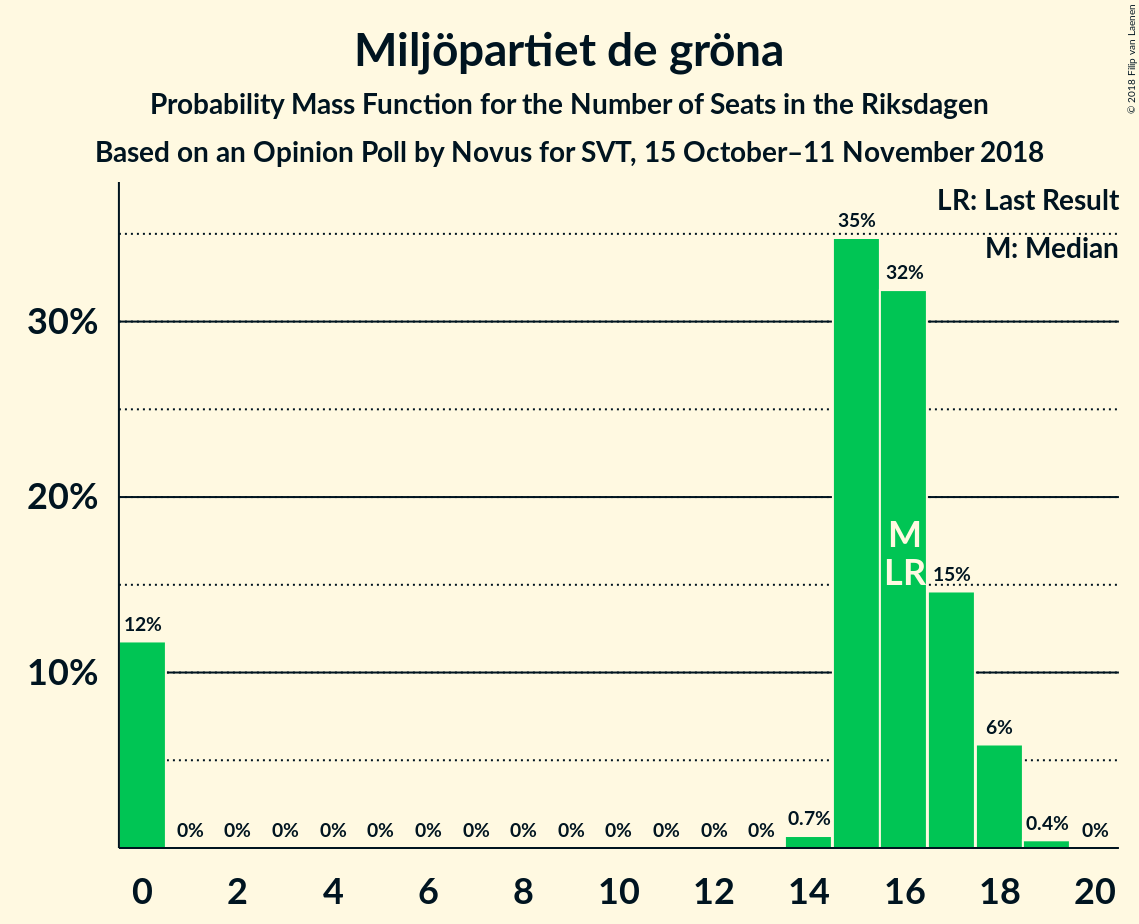 Miljöpartiet de gröna
Probability Mass Function for the Number of Seats in the Riksdagen
Based on an Opinion Poll by Novus for SVT, 15 October–11 November 2018
© 2018 Filip van Laenen
LR: Last Result
M: Median
35%
32%
30%
20%
M
LR
15%
12%
10%
6%
0% 0% 0% 0% 0% 0% 0% 0% 0% 0% 0% 0% 0% 0.7% 0.4% 0%
0 2 4 6 8 10 12 14 16 18 20